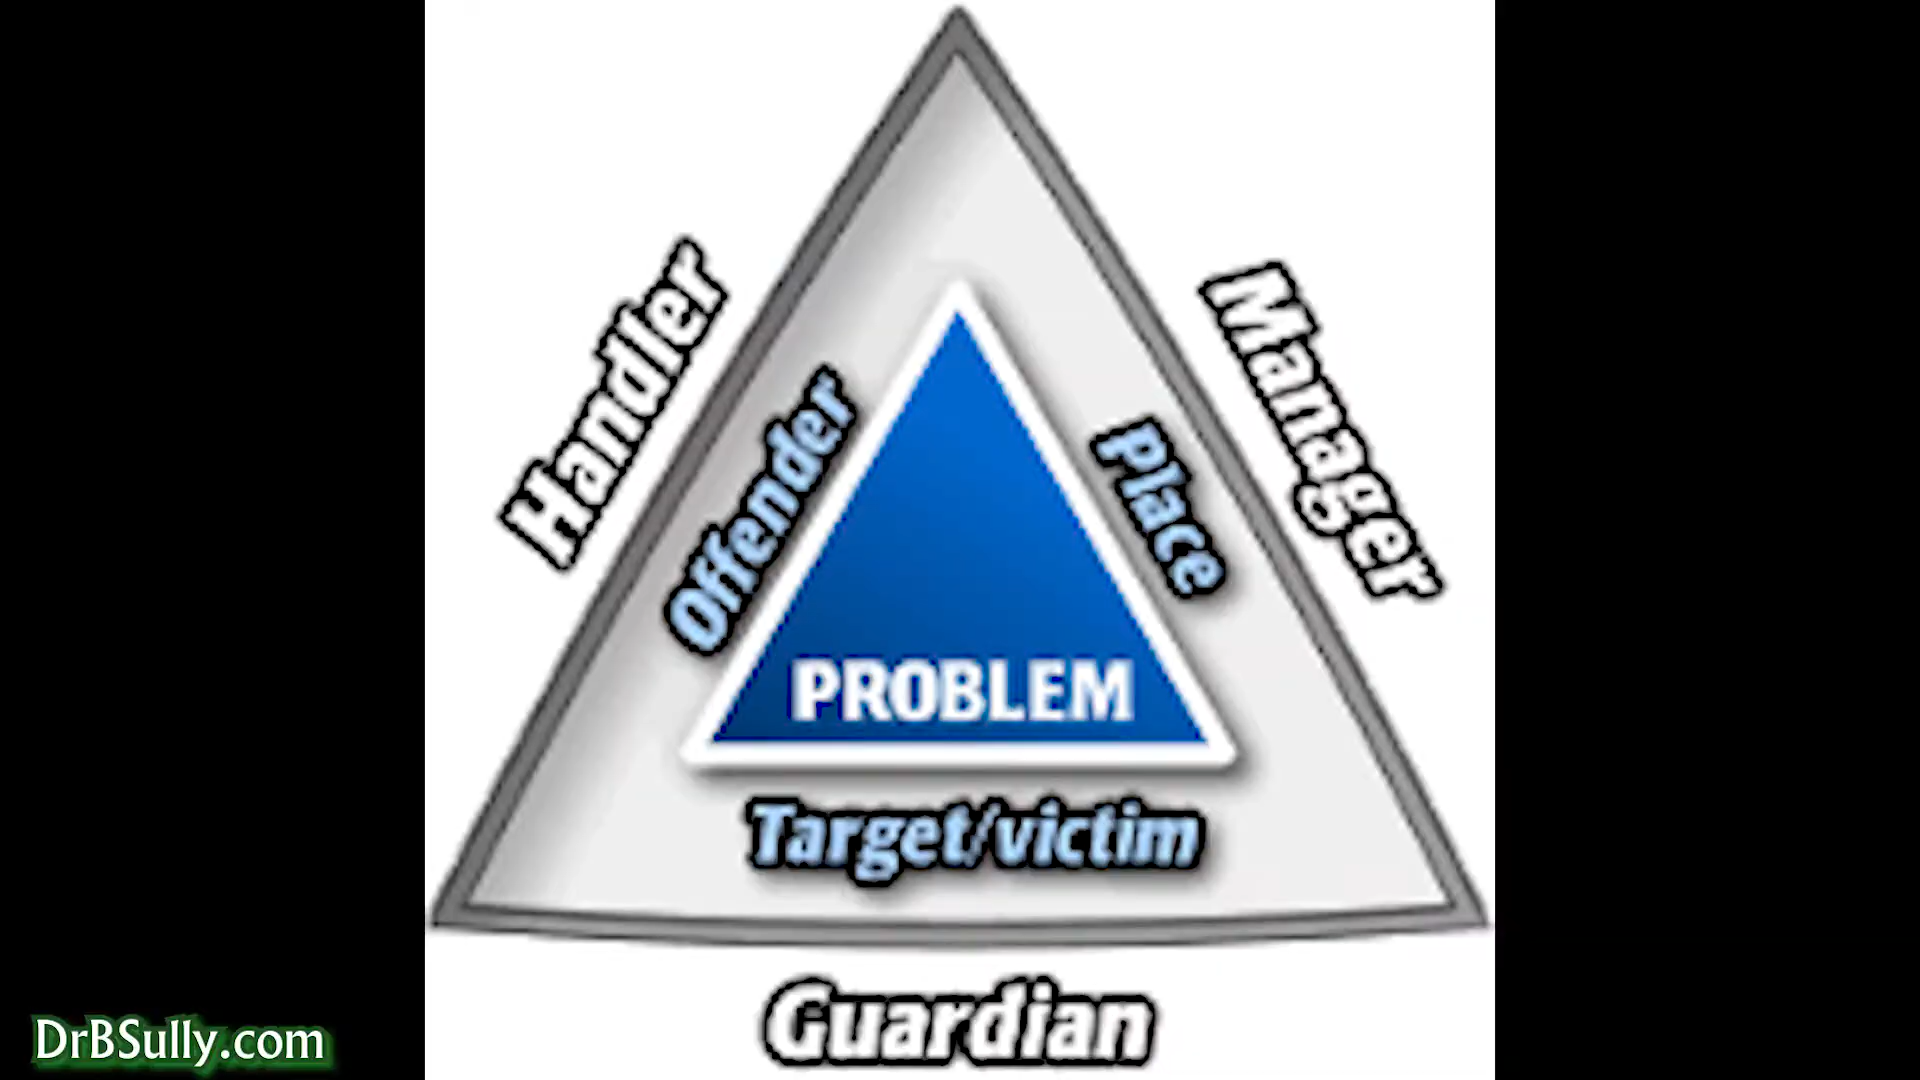 Handler
Manager
Offender
Place
PROBLEM
Target/victim
Guardian
DrBSully.com